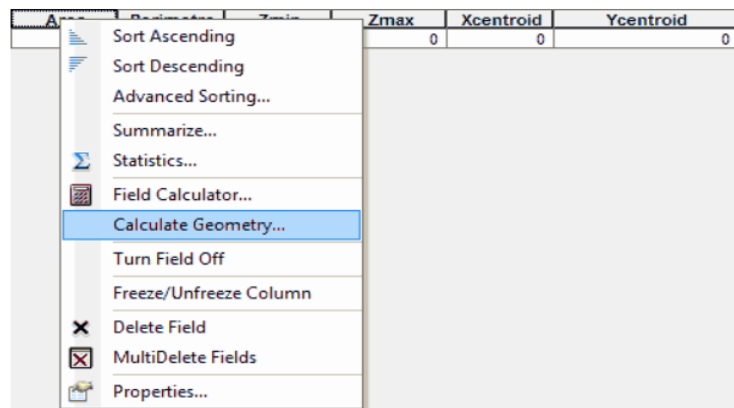 Zmax Xcentroid Ycentroid
0 0 0
Sort Ascending
Sort Descending
Advanced Sorting...
Summarize...
Statistics...
Field Calculator...
Calculate Geometry...
Turn Field Off
Freeze/Unfreeze Column
Delete Field
MultiDelete Fields
Properties...